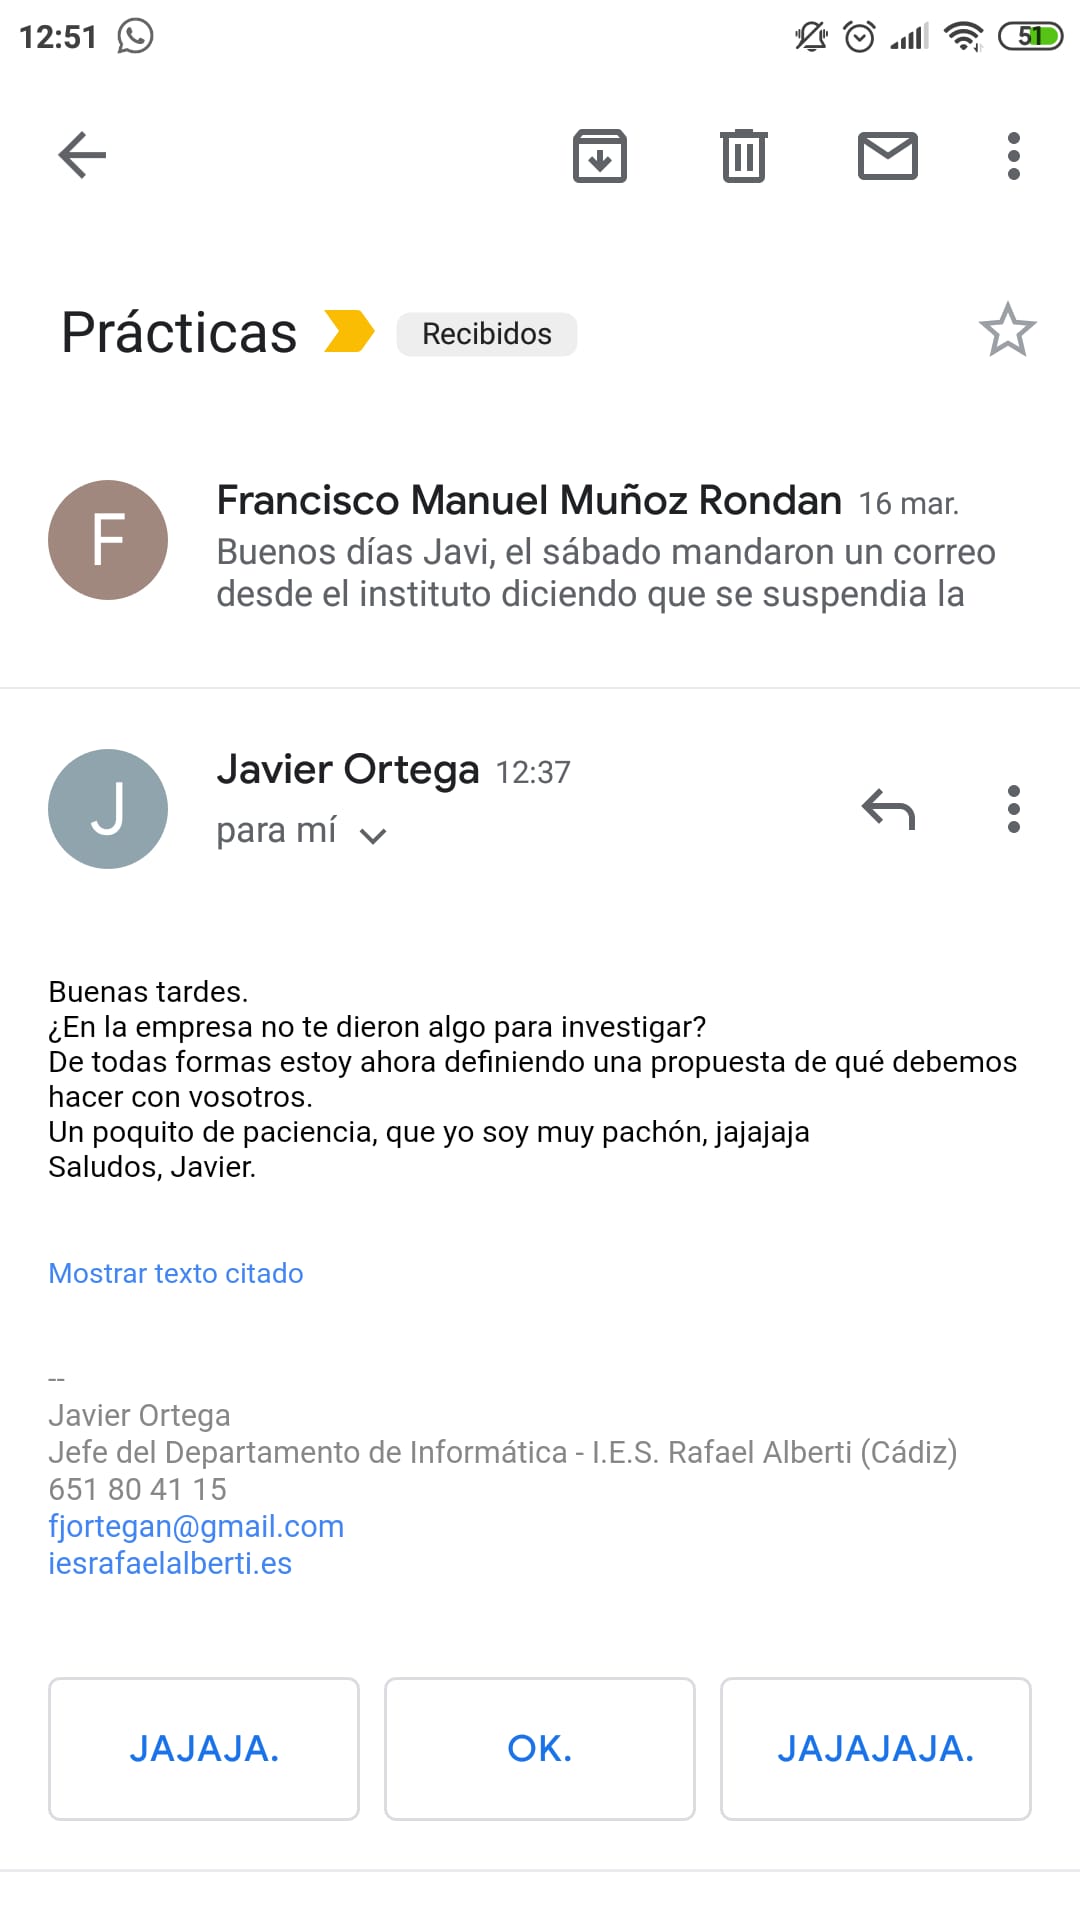 12:51
51
Prácticas
Recibidos
F
Francisco Manuel Muñoz Rondan 16 mar.
Buenos días Javi, el sábado mandaron un correo
desde el instituto diciendo que se suspendia la
J
Javier Ortega 12:37
para mí
Buenas tardes.
¿En la empresa no te dieron algo para investigar?
De todas formas estoy ahora definiendo una propuesta de qué debemos
hacer con vosotros.
Un poquito de paciencia, que yo soy muy pachón, jajajaja
Saludos, Javier.
Mostrar texto citado
--
Javier Ortega
Jefe del Departamento de Informática - I.E.S. Rafael Alberti (Cádiz)
651 80 41 15
fjortegan@gmail.com
iesrafaelalberti.es
JAJAJA.
OK.
JAJAJAJA.